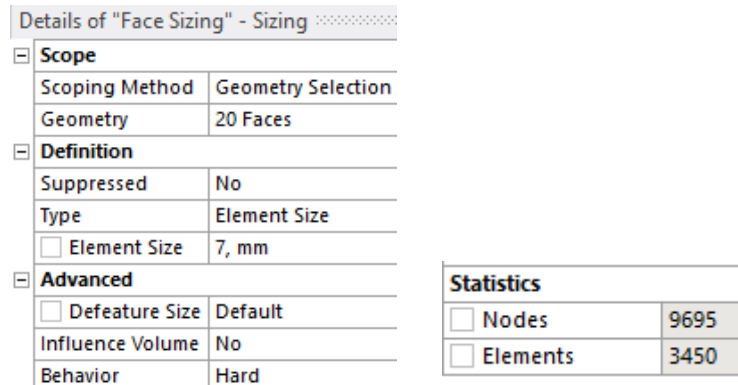 Details of "Face Sizing" - Sizing
Scope
Scoping Method Geometry Selection
Geometry 20 Faces
Definition
Suppressed No
Type Element Size
Element Size 7, mm
Advanced
Defeature Size Default
Influence Volume No
Behavior Hard
Statistics
Nodes 9695
Elements 3450